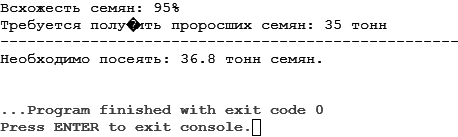 Всхожесть семян: 95%
Требуется полу�ить проросших семян: 35 тонн
---------------------------------------------------
Необходимо посеять: 36.8 тонн семян.
...Program finished with exit code 0
Press ENTER to exit console.